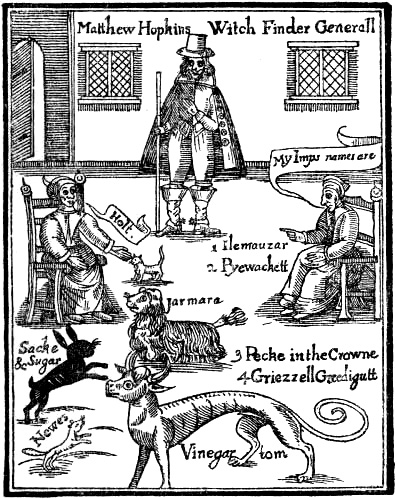 Matthew Hopkins Witch Finder Generall
My Imps names are
Holt.
1 Ilemauzar
2 Pyewackett
Jarmara
3 Pecke in the Crowne
4 Griezzell Greedigutt
Sacke
& Sugar
Newes
Vinegar tom